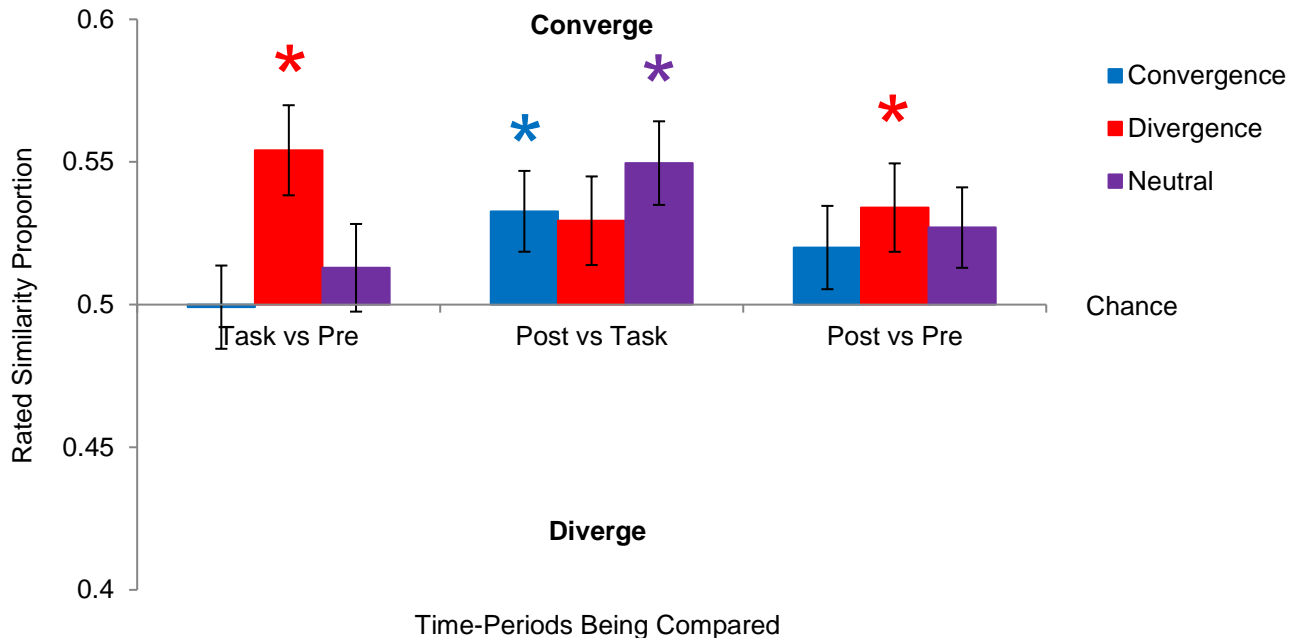 0.6
Converge
*
*
*
*
Convergence
Divergence
Neutral
0.55
0.5
Chance
Task vs Pre
Post vs Task
Post vs Pre
Rated Similarity Proportion
0.45
Diverge
0.4
Time-Periods Being Compared